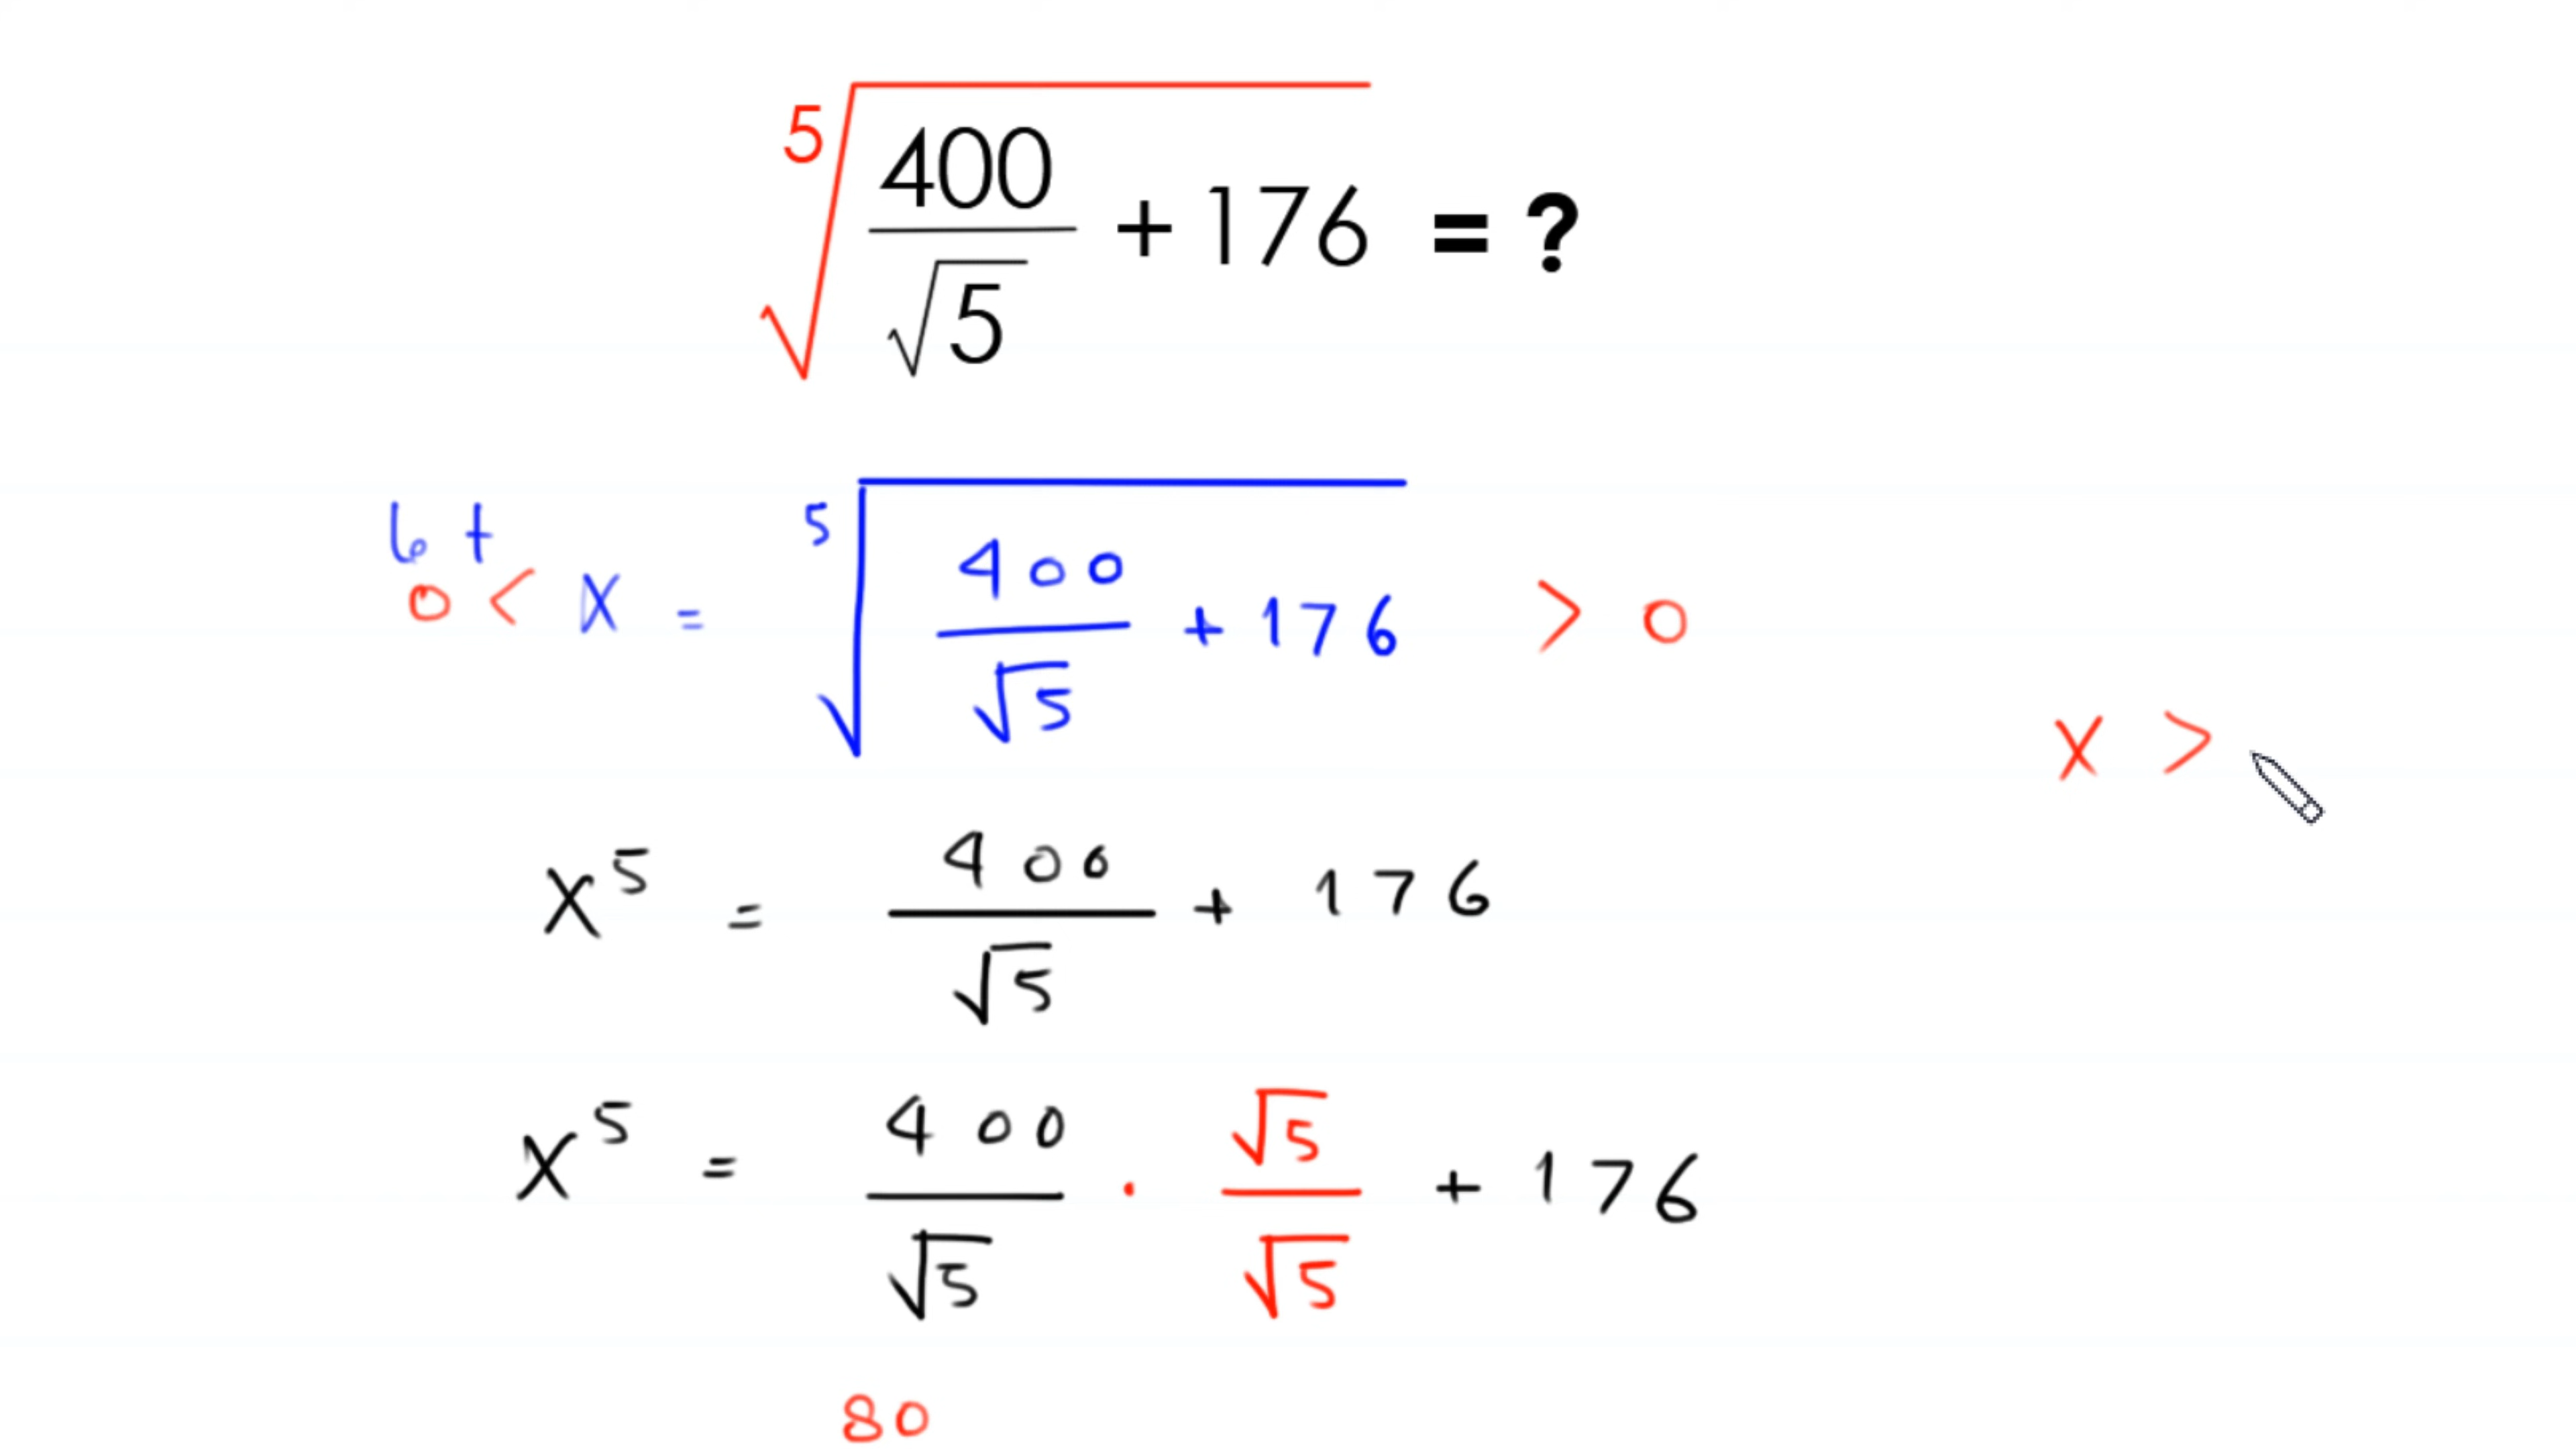 ⁵√(400/√5 + 176) = ?
0 < x = ⁵√(400/√5 + 176) > 0
x >
x⁵ = 400/√5 + 176
x⁵ = 400/√5 · √5/√5 + 176
80